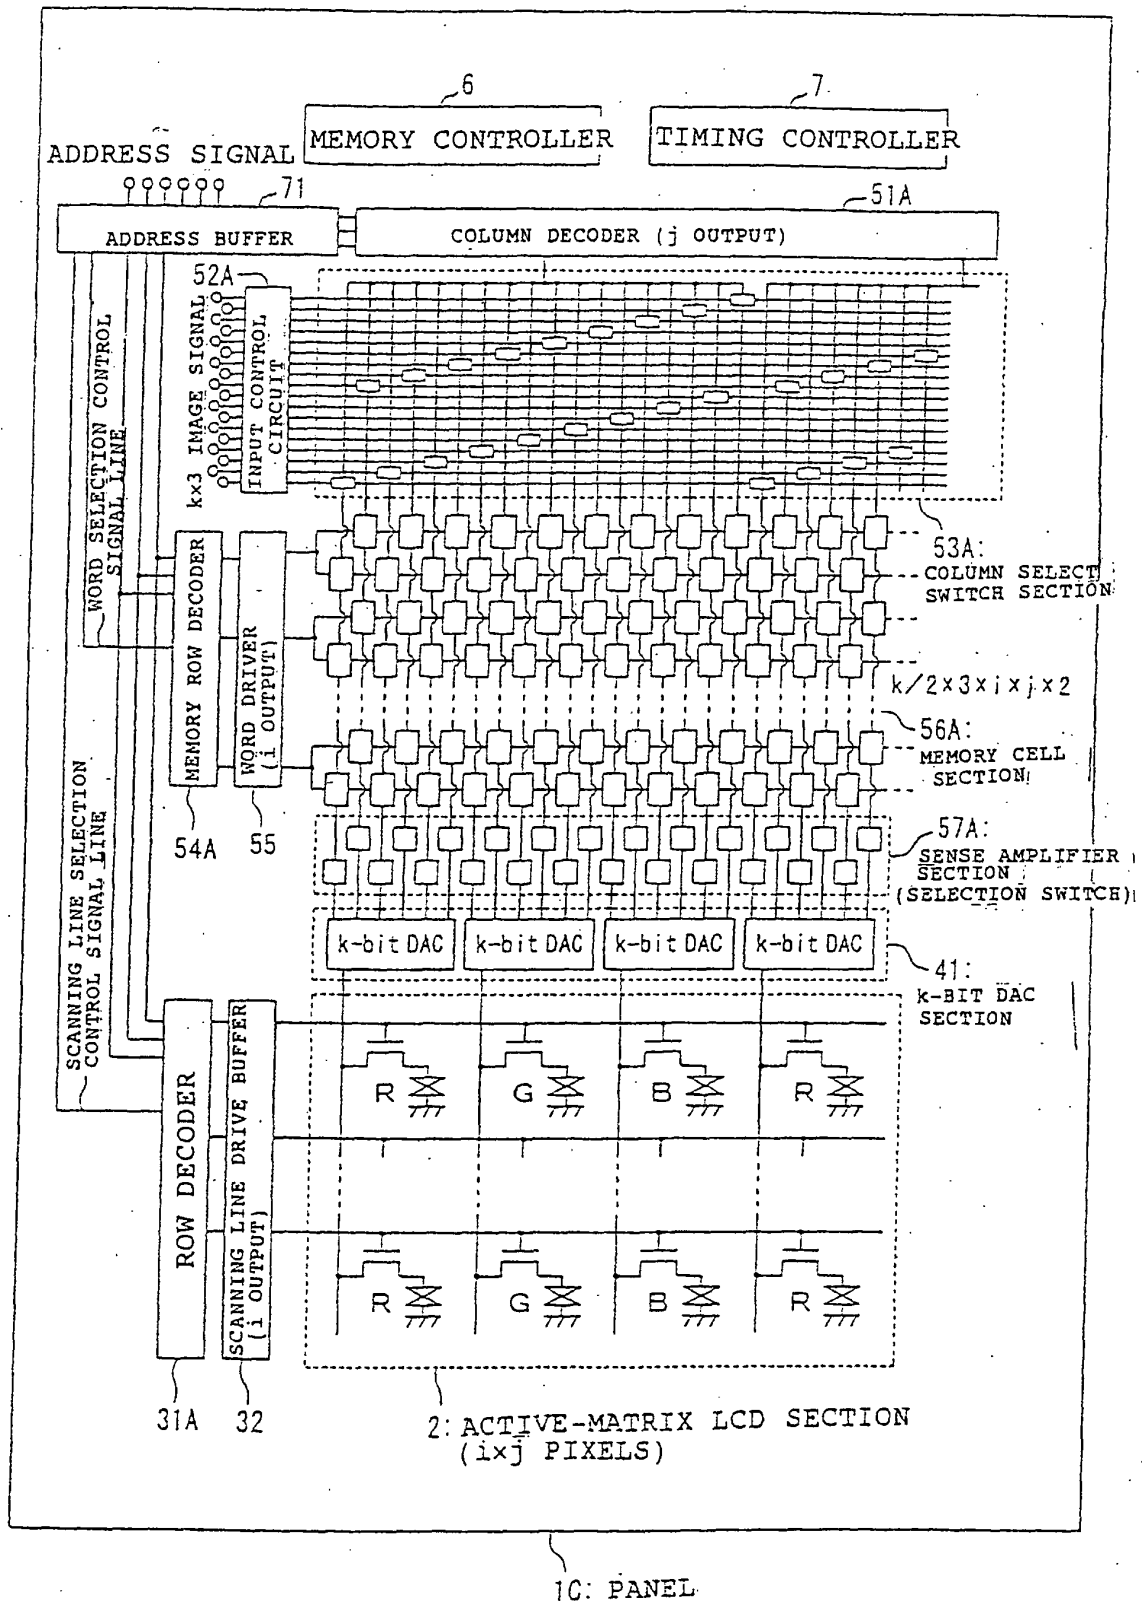 6
7
MEMORY CONTROLLER
TIMING CONTROLLER
ADDRESS SIGNAL
71
51A
ADDRESS BUFFER
COLUMN DECODER (j OUTPUT)
52A
k×3 IMAGE SIGNAL
INPUT CONTROL
CIRCUIT
WORD SELECTION CONTROL
SIGNAL LINE
53A:
COLUMN SELECT
SWITCH SECTION
MEMORY ROW DECODER
WORD DRIVER
(i OUTPUT)
k/2×3×i×j×2
56A:
MEMORY CELL
SECTION
54A
55
57A:
SENSE AMPLIFIER
SECTION
(SELECTION SWITCH)
SCANNING LINE SELECTION
CONTROL SIGNAL LINE
k-bit DAC
k-bit DAC
k-bit DAC
k-bit DAC
41:
k-BIT DAC
SECTION
ROW DECODER
SCANNING LINE DRIVE BUFFER
(i OUTPUT)
R
G
B
R
R
G
B
R
31A
32
2: ACTIVE-MATRIX LCD SECTION
(i×j PIXELS)
1C: PANEL